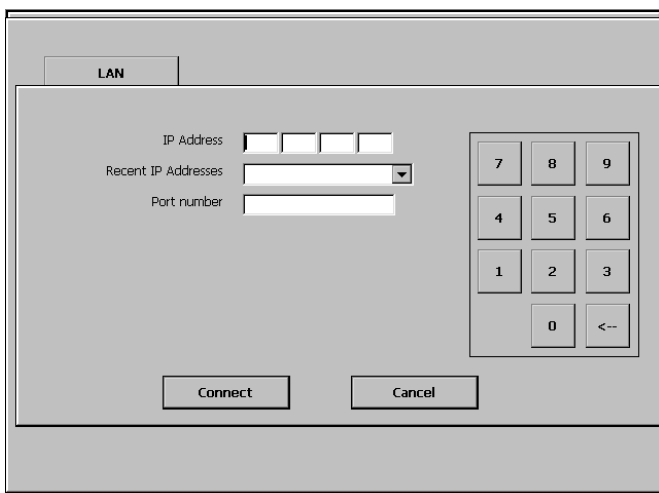 LAN
IP Address
Recent IP Addresses
Port number
7 8 9
4 5 6
1 2 3
0 <--
Connect Cancel